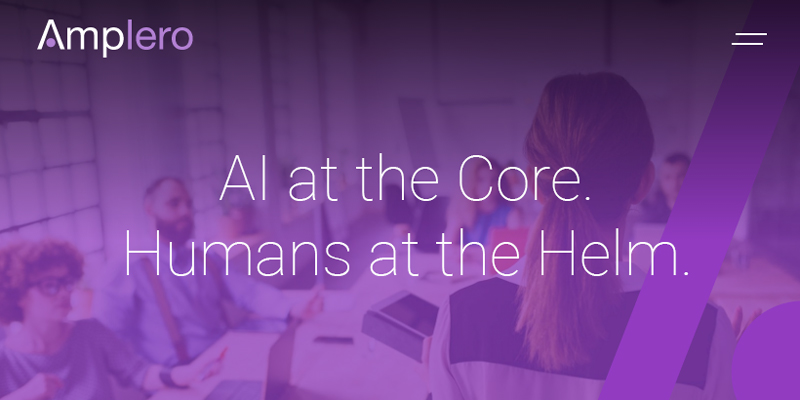 Amplero
AI at the Core.
Humans at the Helm.